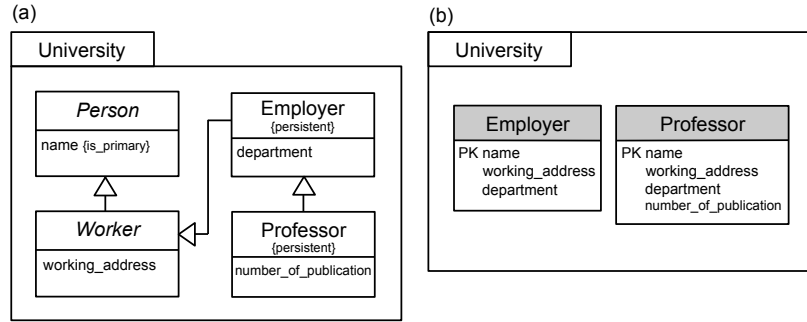 (a)
University
Person
name {is_primary}
Employer
{persistent}
department
Worker
working_address
Professor
{persistent}
number_of_publication
(b)
University
Employer
PK name
working_address
department
Professor
PK name
working_address
department
number_of_publication